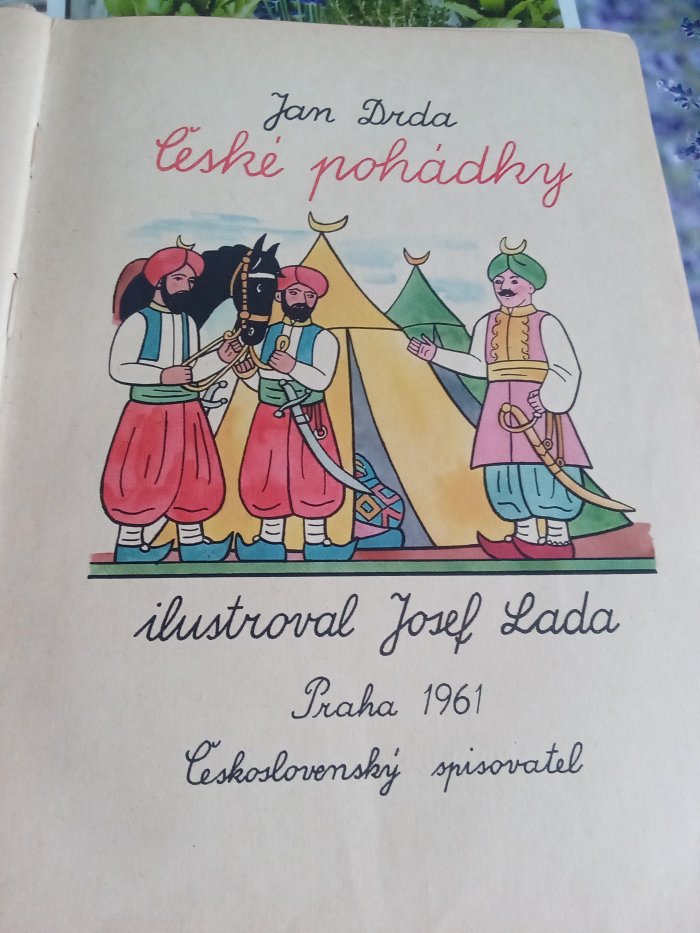 Jan Drda
České pohádky
ilustroval Josef Lada
Praha 1961
Československý spisovatel